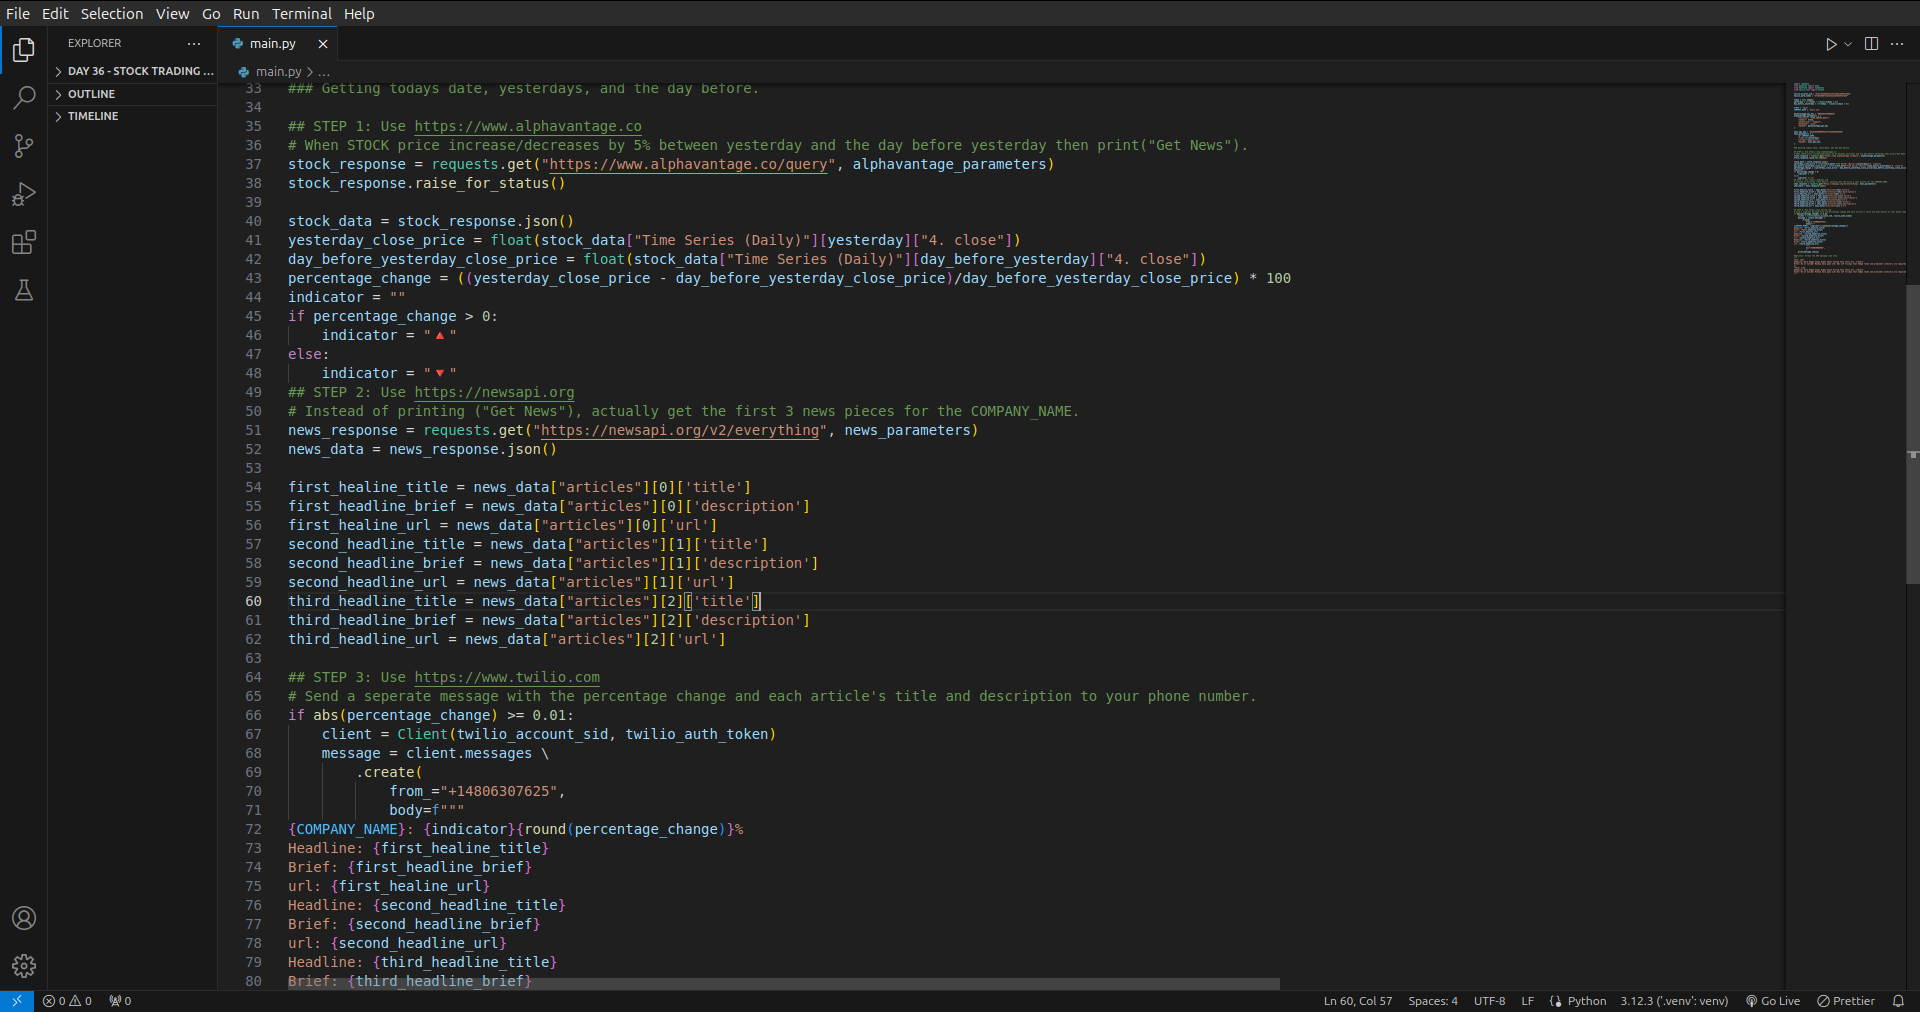 File Edit Selection View Go Run Terminal Help
EXPLORER ···
main.py
DAY 36 - STOCK TRADING ...
OUTLINE
TIMELINE
main.py > ...
33 ### Getting todays date, yesterdays, and the day before.
34
35 ## STEP 1: Use https://www.alphavantage.co
36 # When STOCK price increase/decreases by 5% between yesterday and the day before yesterday then print("Get News").
37 stock_response = requests.get("https://www.alphavantage.co/query", alphavantage_parameters)
38 stock_response.raise_for_status()
39
40 stock_data = stock_response.json()
41 yesterday_close_price = float(stock_data["Time Series (Daily)"][yesterday]["4. close"])
42 day_before_yesterday_close_price = float(stock_data["Time Series (Daily)"][day_before_yesterday]["4. close"])
43 percentage_change = ((yesterday_close_price - day_before_yesterday_close_price)/day_before_yesterday_close_price) * 100
44 indicator = ""
45 if percentage_change > 0:
46     indicator = "🔺"
47 else:
48     indicator = "🔻"
49 ## STEP 2: Use https://newsapi.org
50 # Instead of printing ("Get News"), actually get the first 3 news pieces for the COMPANY_NAME.
51 news_response = requests.get("https://newsapi.org/v2/everything", news_parameters)
52 news_data = news_response.json()
53
54 first_healine_title = news_data["articles"][0]['title']
55 first_headline_brief = news_data["articles"][0]['description']
56 first_healine_url = news_data["articles"][0]['url']
57 second_headline_title = news_data["articles"][1]['title']
58 second_headline_brief = news_data["articles"][1]['description']
59 second_headline_url = news_data["articles"][1]['url']
60 third_headline_title = news_data["articles"][2]['title']
61 third_headline_brief = news_data["articles"][2]['description']
62 third_headline_url = news_data["articles"][2]['url']
63
64 ## STEP 3: Use https://www.twilio.com
65 # Send a seperate message with the percentage change and each article's title and description to your phone number.
66 if abs(percentage_change) >= 0.01:
67     client = Client(twilio_account_sid, twilio_auth_token)
68     message = client.messages \
69         .create(
70             from_="+14806307625",
71             body=f"""
72 {COMPANY_NAME}: {indicator}{round(percentage_change)}%
73 Headline: {first_healine_title}
74 Brief: {first_headline_brief}
75 url: {first_healine_url}
76 Headline: {second_headline_title}
77 Brief: {second_headline_brief}
78 url: {second_headline_url}
79 Headline: {third_headline_title}
80 Brief: {third_headline_brief}
0 0 0 Ln 60, Col 57 Spaces: 4 UTF-8 LF Python 3.12.3 ('.venv': venv) Go Live Prettier